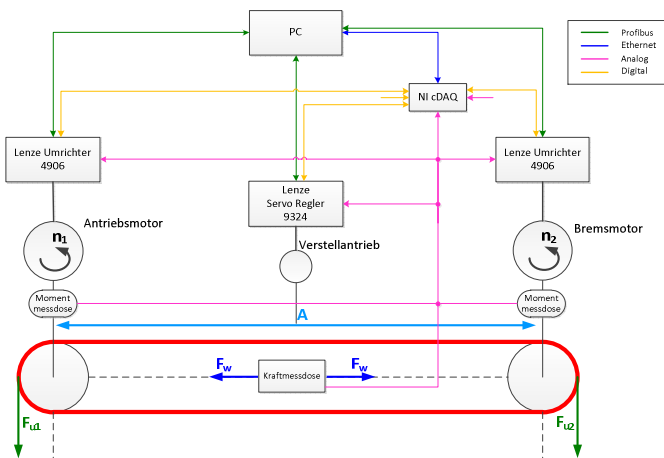 PC
Profibus
Ethernet
Analog
Digital
NI cDAQ
Lenze Umrichter
4906
Lenze Umrichter
4906
Lenze
Servo Regler
9324
Antriebsmotor
n1
Verstellantrieb
n2
Bremsmotor
Moment
messdose
Moment
messdose
A
Fw
Kraftmessdose
Fw
Fu1
Fu2